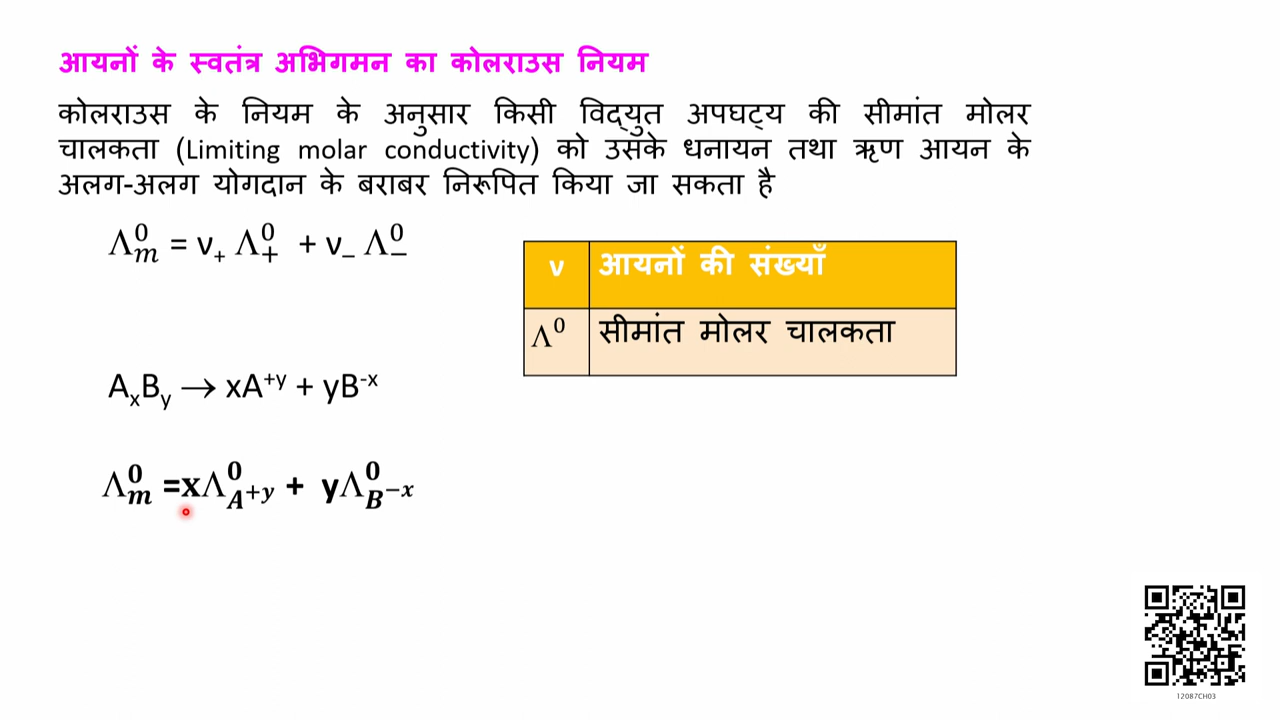 आयनों के स्वतंत्र अभिगमन का कोलराउस नियम
कोलराउस के नियम के अनुसार किसी विद्युत अपघट्य की सीमांत मोलर
चालकता (Limiting molar conductivity) को उसके धनायन तथा ऋण आयन के
अलग-अलग योगदान के बराबर निरूपित किया जा सकता है
Λ⁰ₘ = ν₊ Λ⁰₊ + ν₋ Λ⁰₋
ν आयनों की संख्याँ
Λ⁰ सीमांत मोलर चालकता
AₓBᵧ → xA⁺ʸ + yB⁻ˣ
Λ⁰ₘ =xΛ⁰_A⁺ʸ + yΛ⁰_B⁻ˣ
12087CH03